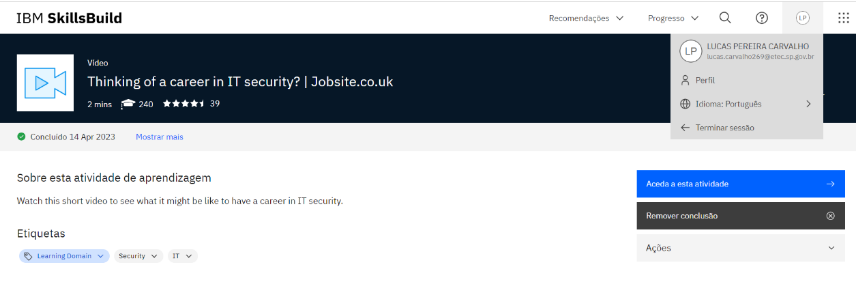 IBM SkillsBuild
Recomendações
Progresso
LP
LP
LUCAS PEREIRA CARVALHO
lucas.carvalho269@etec.sp.gov.br
Perfil
Idioma: Português
Terminar sessão
Vídeo
Thinking of a career in IT security? | Jobsite.co.uk
2 mins 240 39
Concluído 14 Apr 2023 Mostrar mais
Sobre esta atividade de aprendizagem
Watch this short video to see what it might be like to have a career in IT security.
Etiquetas
Learning Domain Security IT
Aceda a esta atividade
Remover conclusão
Ações